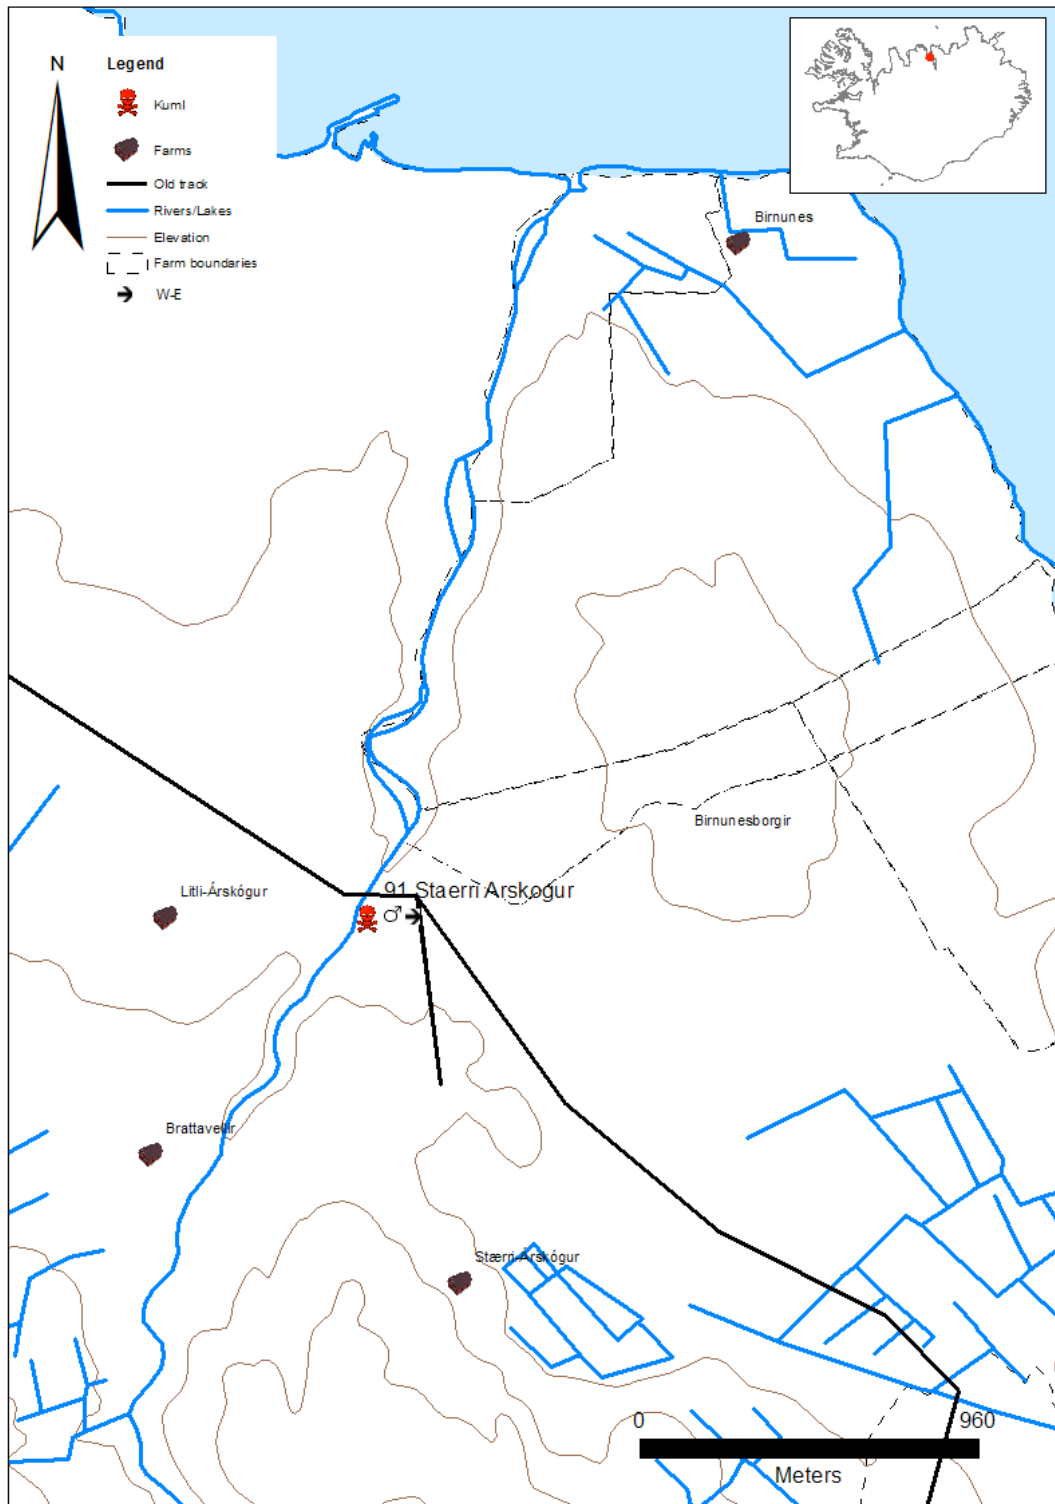 N
Legend
Kuml
Farms
Old track
Rivers/Lakes
Elevation
Farm boundaries
W-E
Birnunes
Birnunesborgir
Litli-Árskógur
91 Staerri Arskogur
Brattavellir
Stærri-Árskógur
0 960
Meters